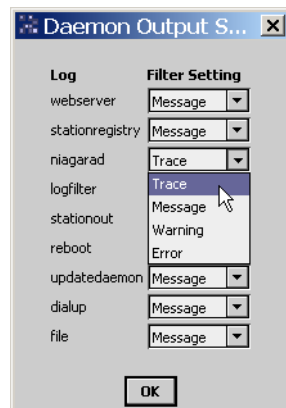 Daemon Output S...
Log Filter Setting
webserver Message
stationregistry Message
niagarad Trace
logfilter Trace
Message
stationout Warning
reboot Error
updatedaemon Message
dialup Message
file Message
OK